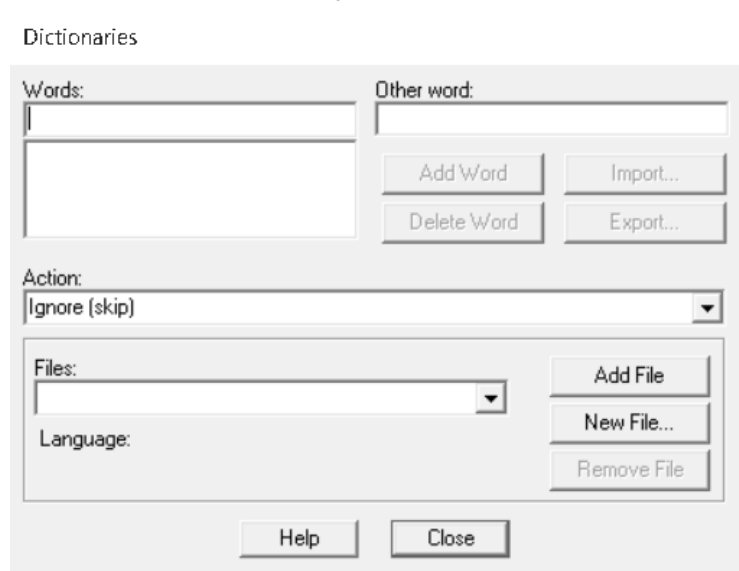 Dictionaries
Words:
Other word:
Add Word
Import...
Delete Word
Export...
Action:
Ignore (skip)
Files:
Add File
New File...
Language:
Remove File
Help
Close